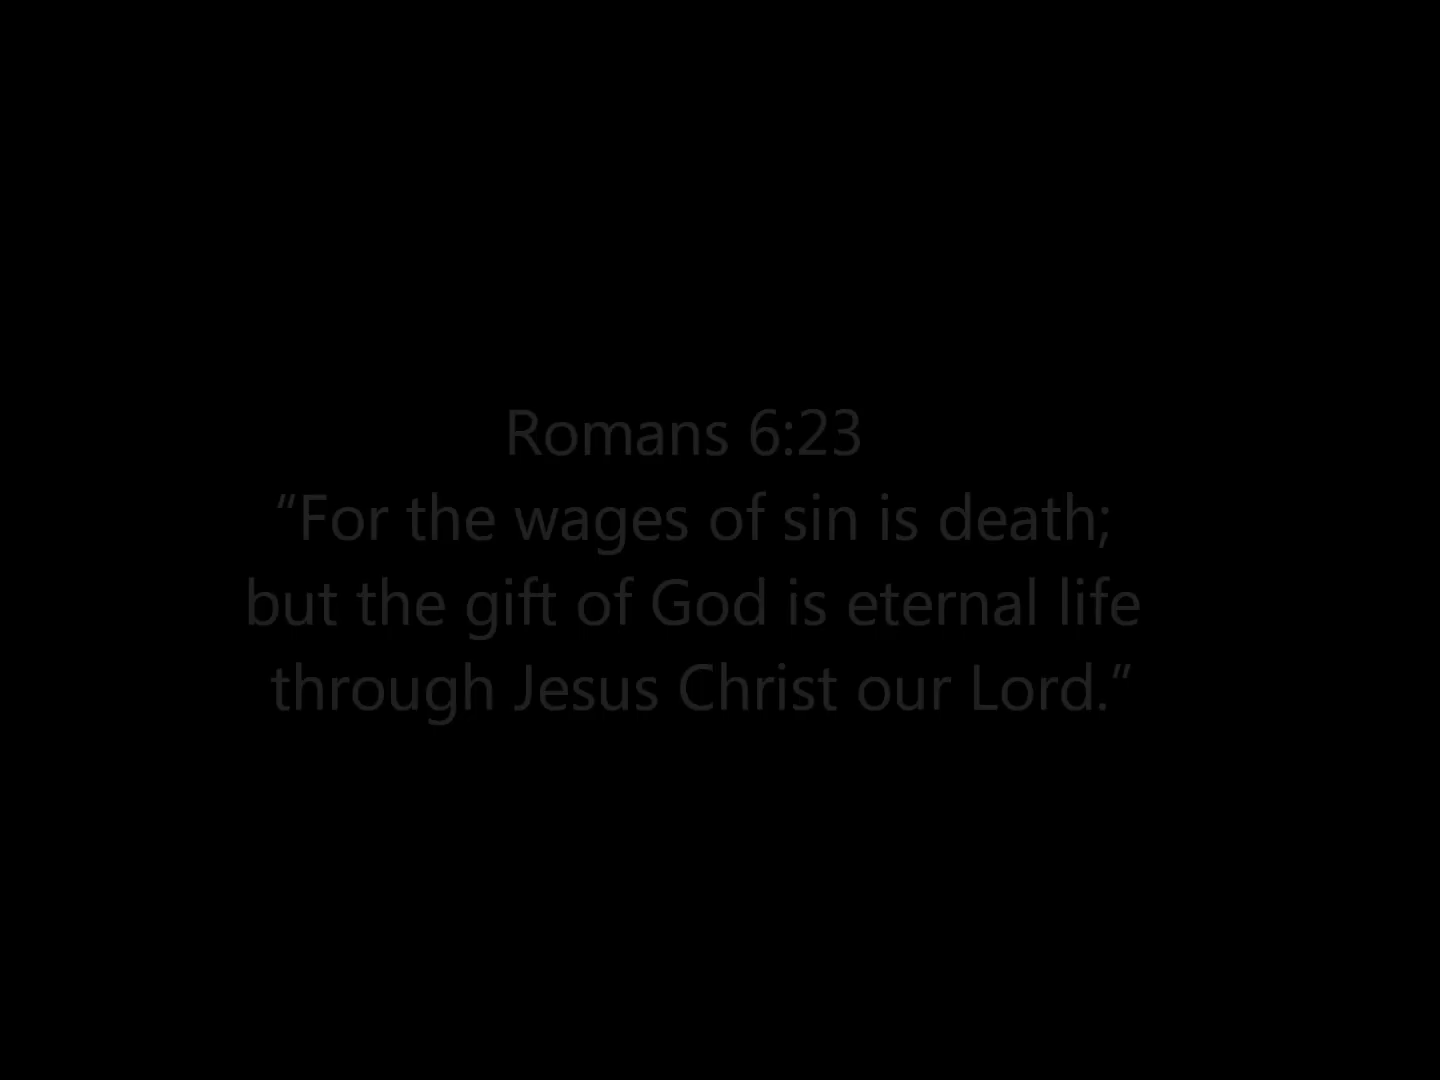 Romans 6:23
“For the wages of sin is death;
but the gift of God is eternal life
through Jesus Christ our Lord.”